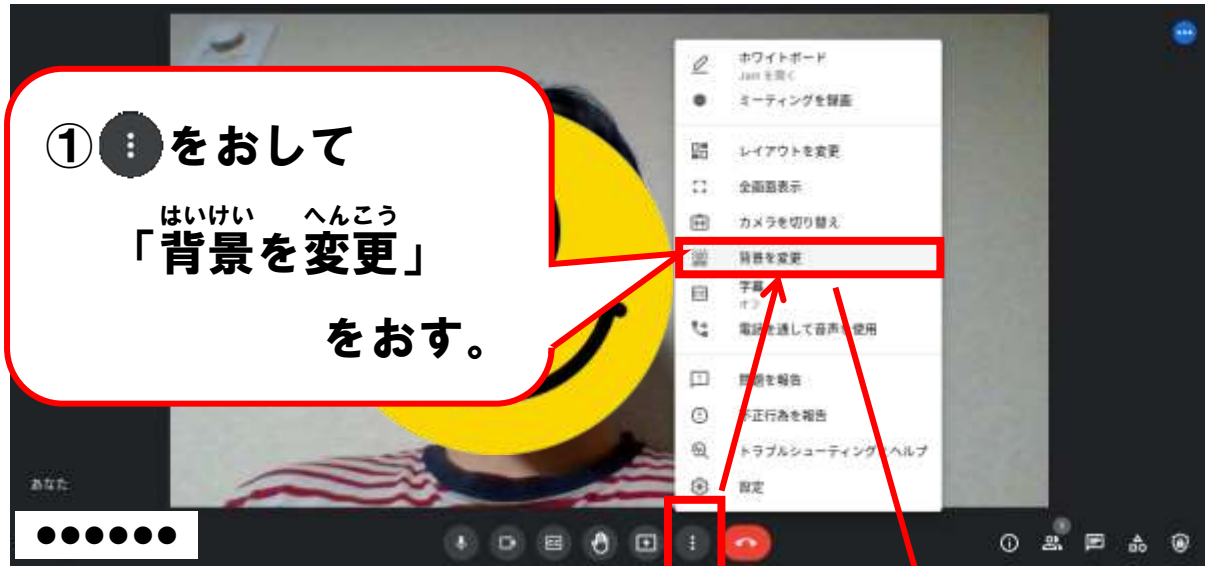 ①⋮をおして
はいけい へんこう
「背景を変更」
をおす。
ホワイトボード
Jam を開く
ミーティングを録画
レイアウトを変更
全画面表示
カメラを切り替え
背景を変更
字幕
オフ
電話を通して音声を使用
問題を報告
不正行為を報告
トラブルシューティングとヘルプ
設定
あなた
●●●●●●